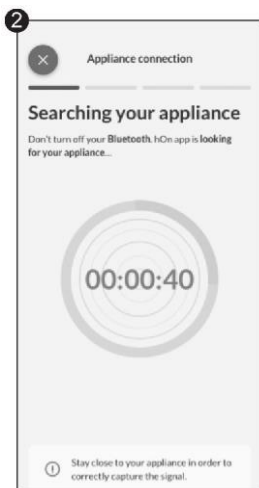 2
Appliance connection
Searching your appliance
Don't turn off your Bluetooth. hOn app is looking
for your appliance...
00:00:40
Stay close to your appliance in order to
correctly capture the signal.